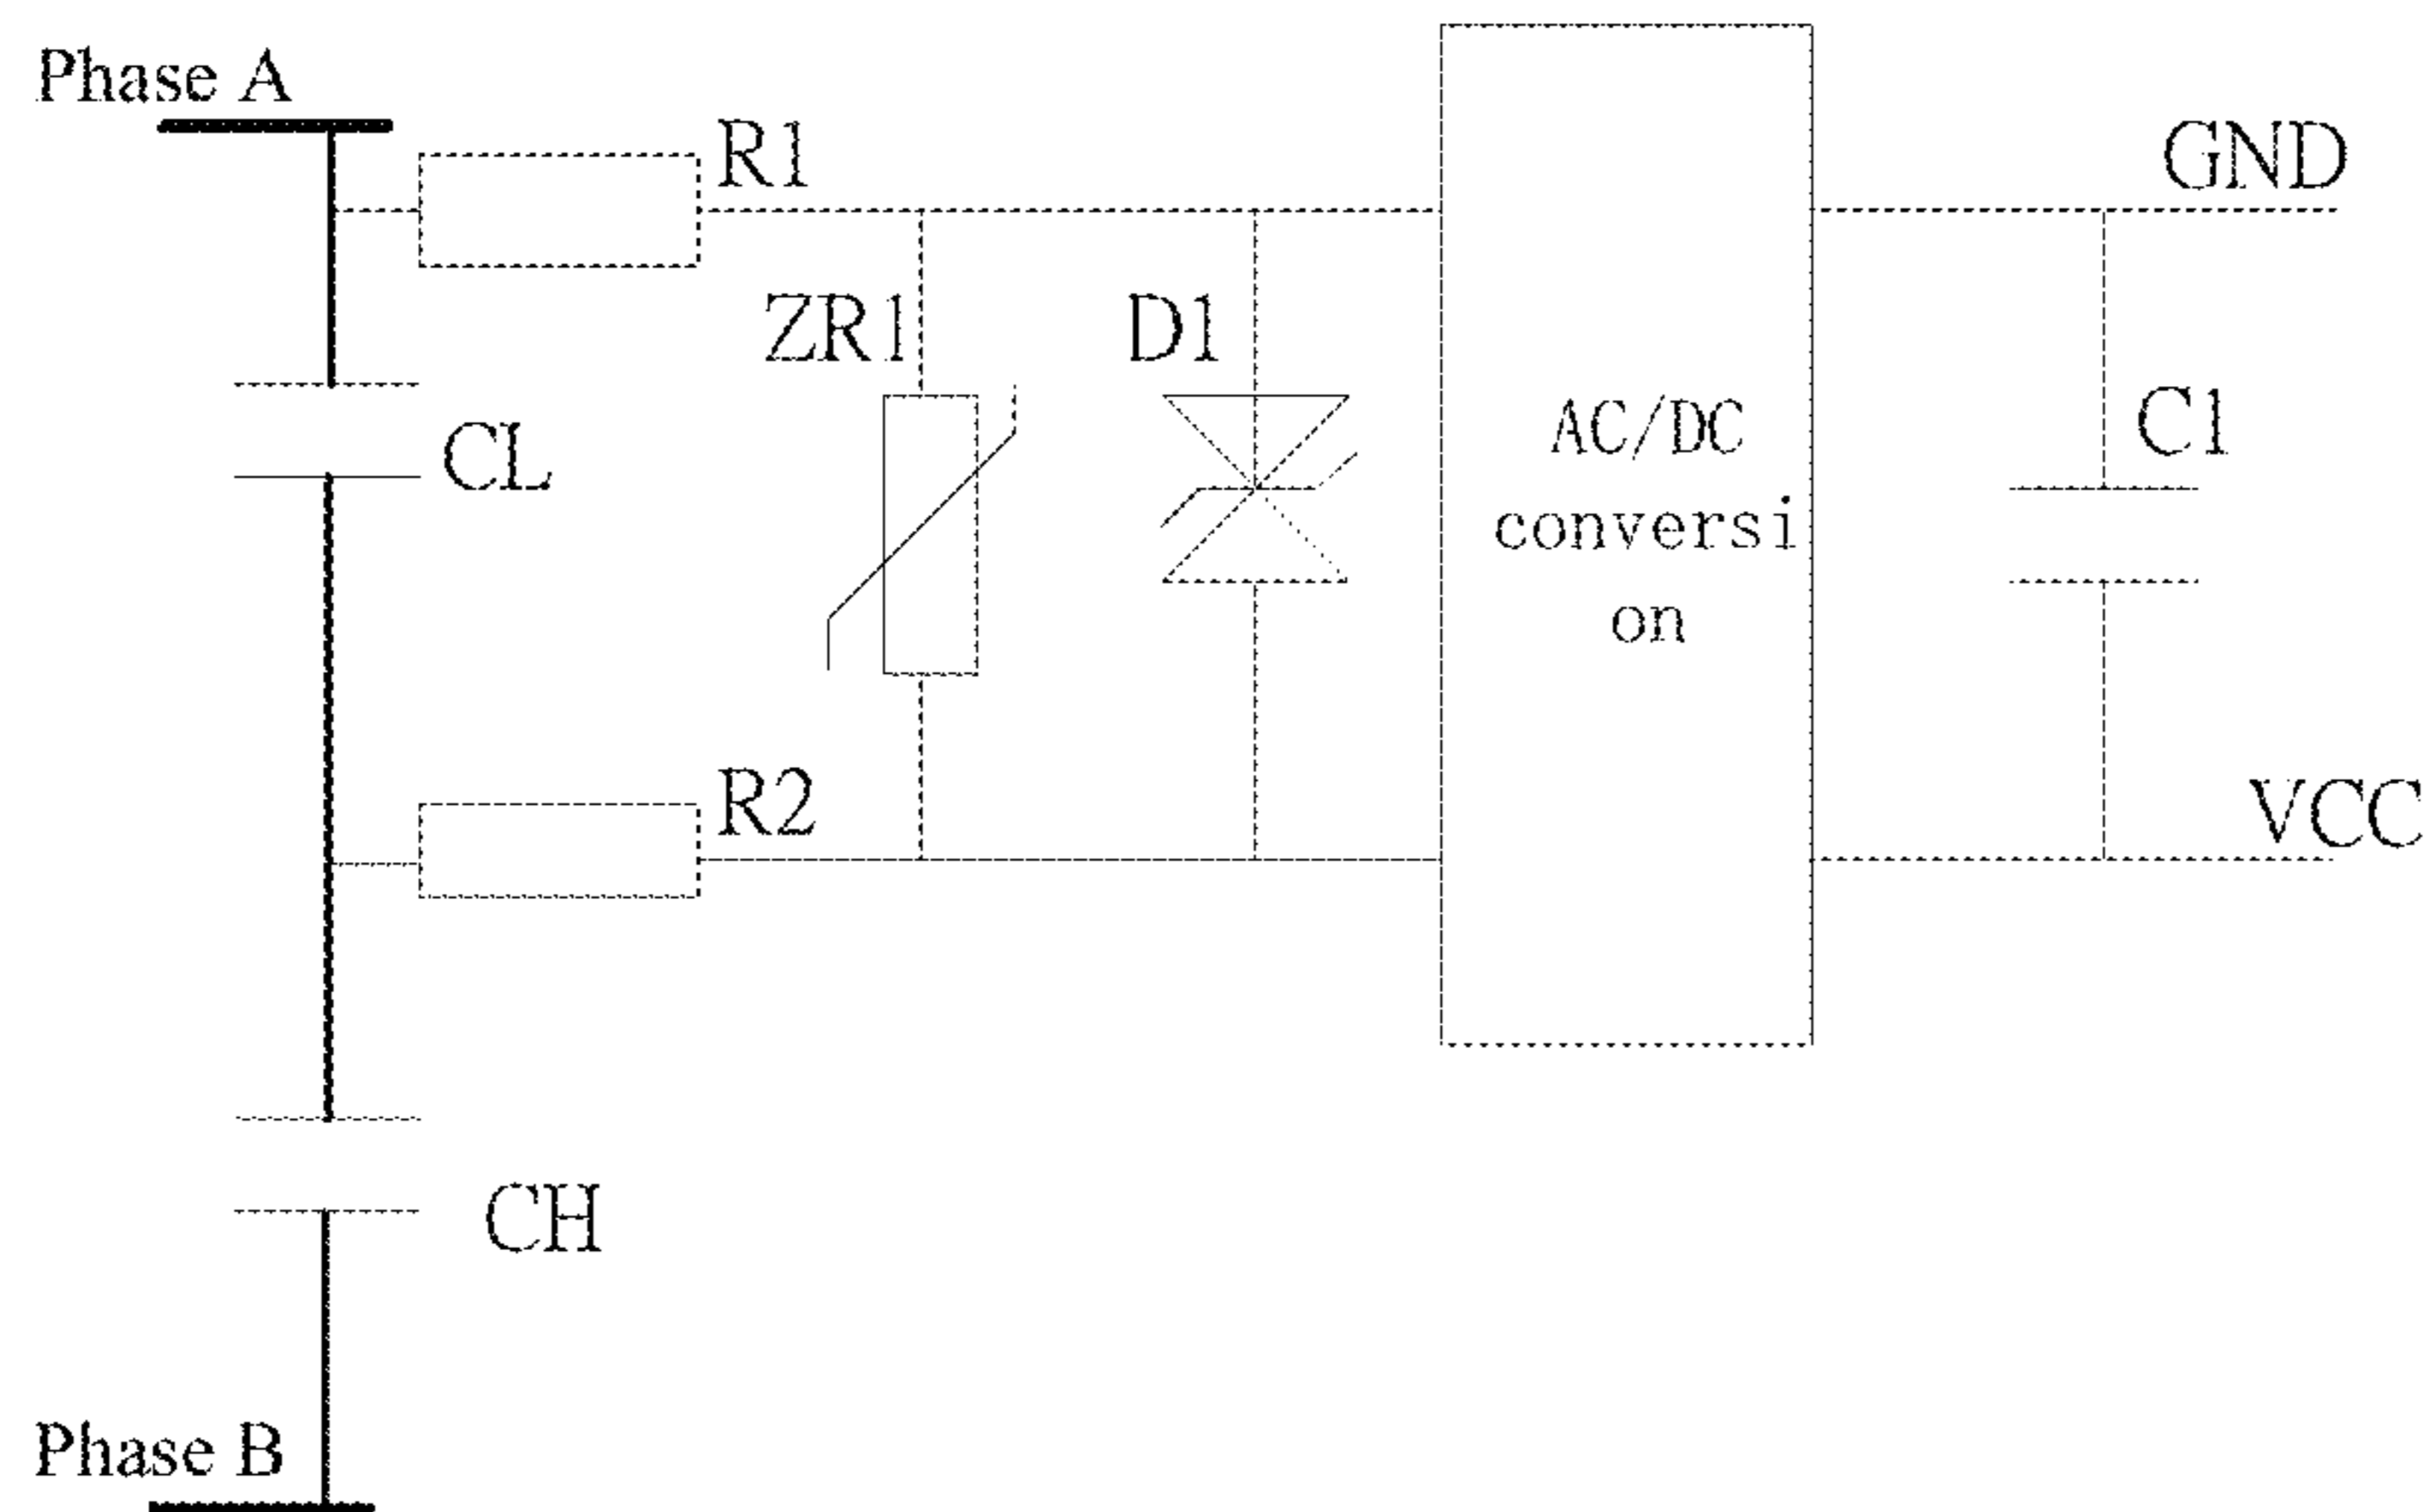 Phase A
R1
GND
ZR1
D1
CL
AC/DC
conversi
on
C1
R2
VCC
CH
Phase B